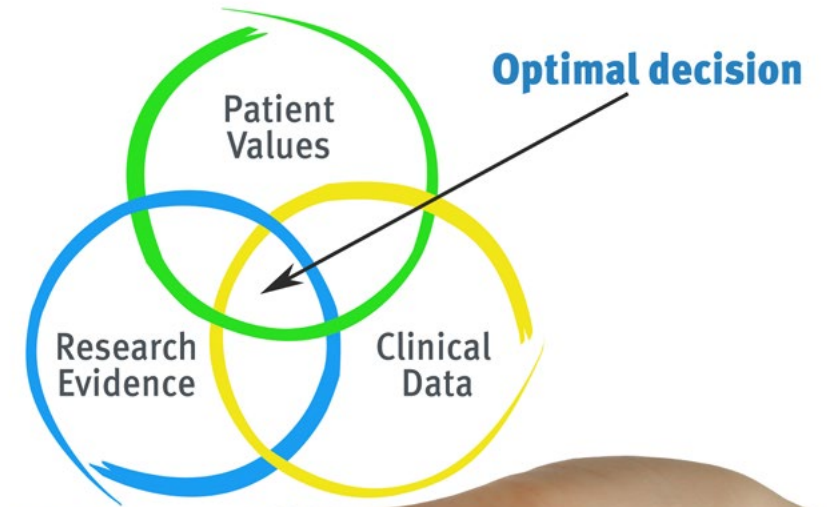 Optimal decision
Patient
Values
Research
Evidence
Clinical
Data